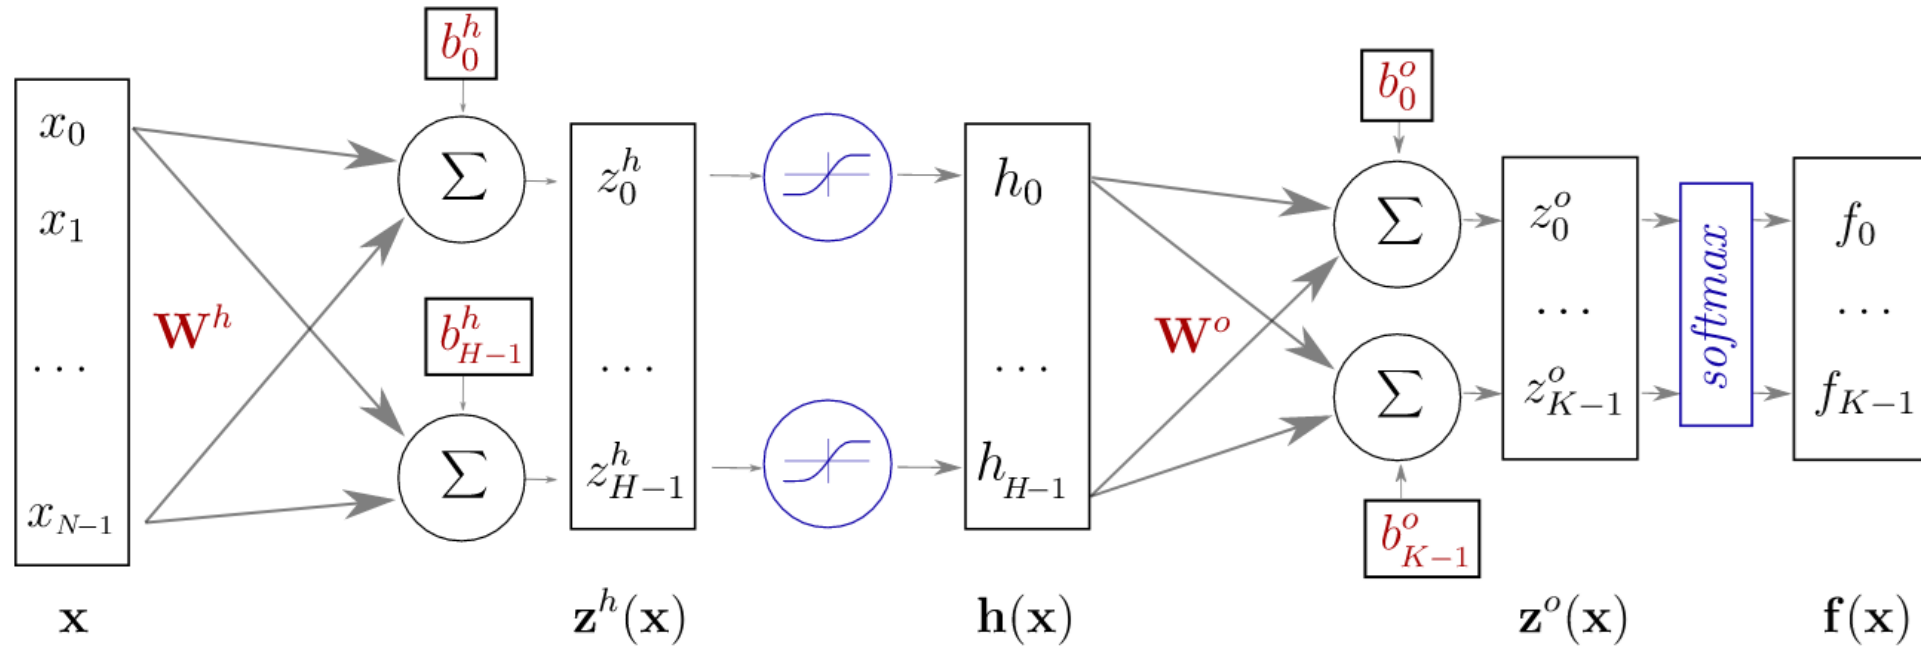 x_0
x_1
...
x_{N-1}
x
W^h
b_0^h
Σ
b_{H-1}^h
Σ
z_0^h
...
z_{H-1}^h
z^h(x)
h_0
...
h_{H-1}
h(x)
W^o
b_0^o
Σ
Σ
b_{K-1}^o
z_0^o
...
z_{K-1}^o
z^o(x)
softmax
f_0
...
f_{K-1}
f(x)